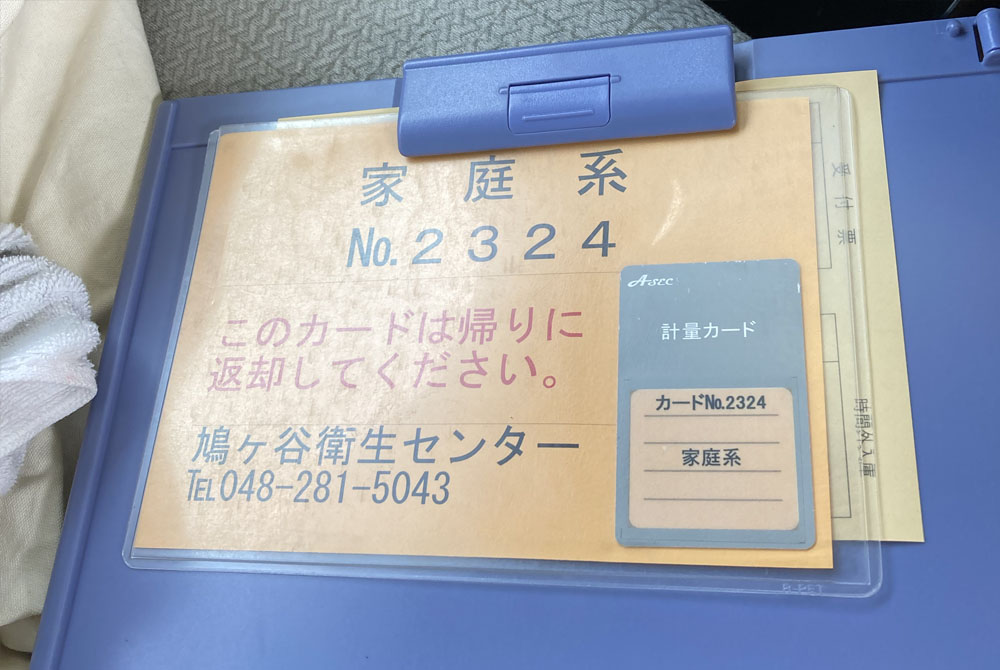 家庭系
No.2324
このカードは帰りに
返却してください。
鳩ヶ谷衛生センター
TEL048-281-5043
Asec
計量カード
カードNo.2324
家庭系
受付票
時間外入庫